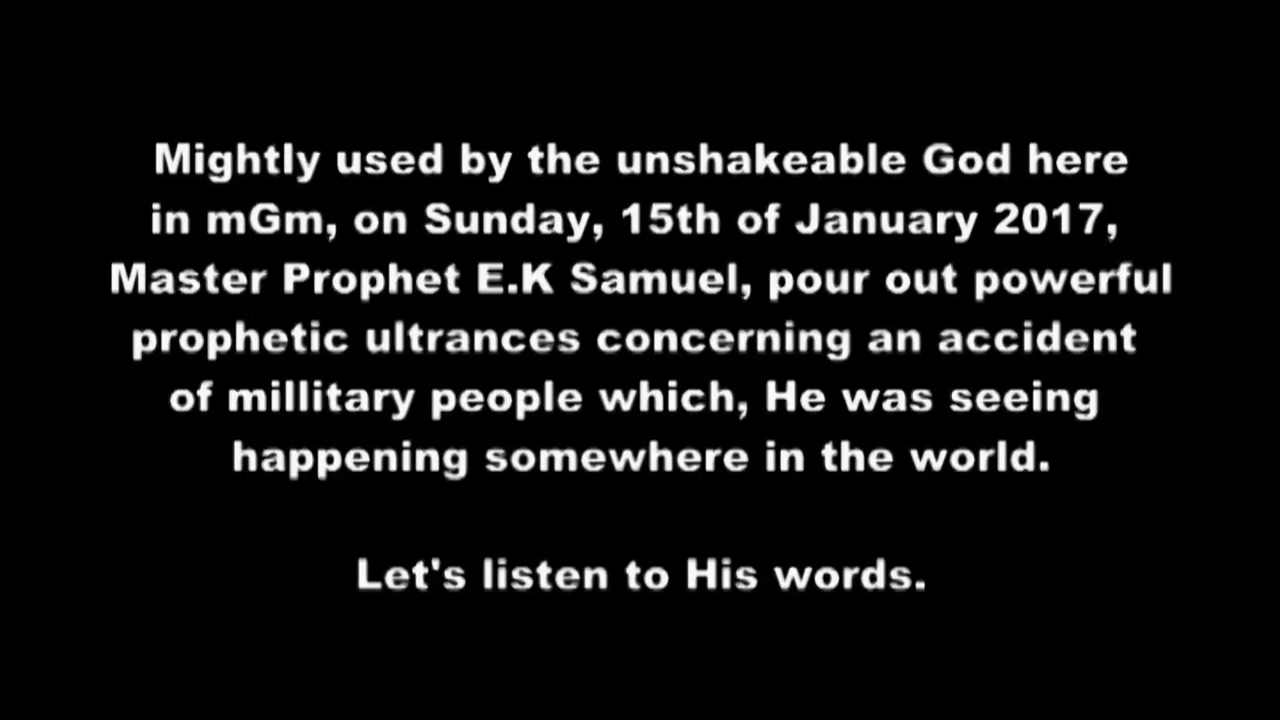 Mightly used by the unshakeable God here
in mGm, on Sunday, 15th of January 2017,
Master Prophet E.K Samuel, pour out powerful
prophetic ultrances concerning an accident
of millitary people which, He was seeing
happening somewhere in the world.
Let's listen to His words.